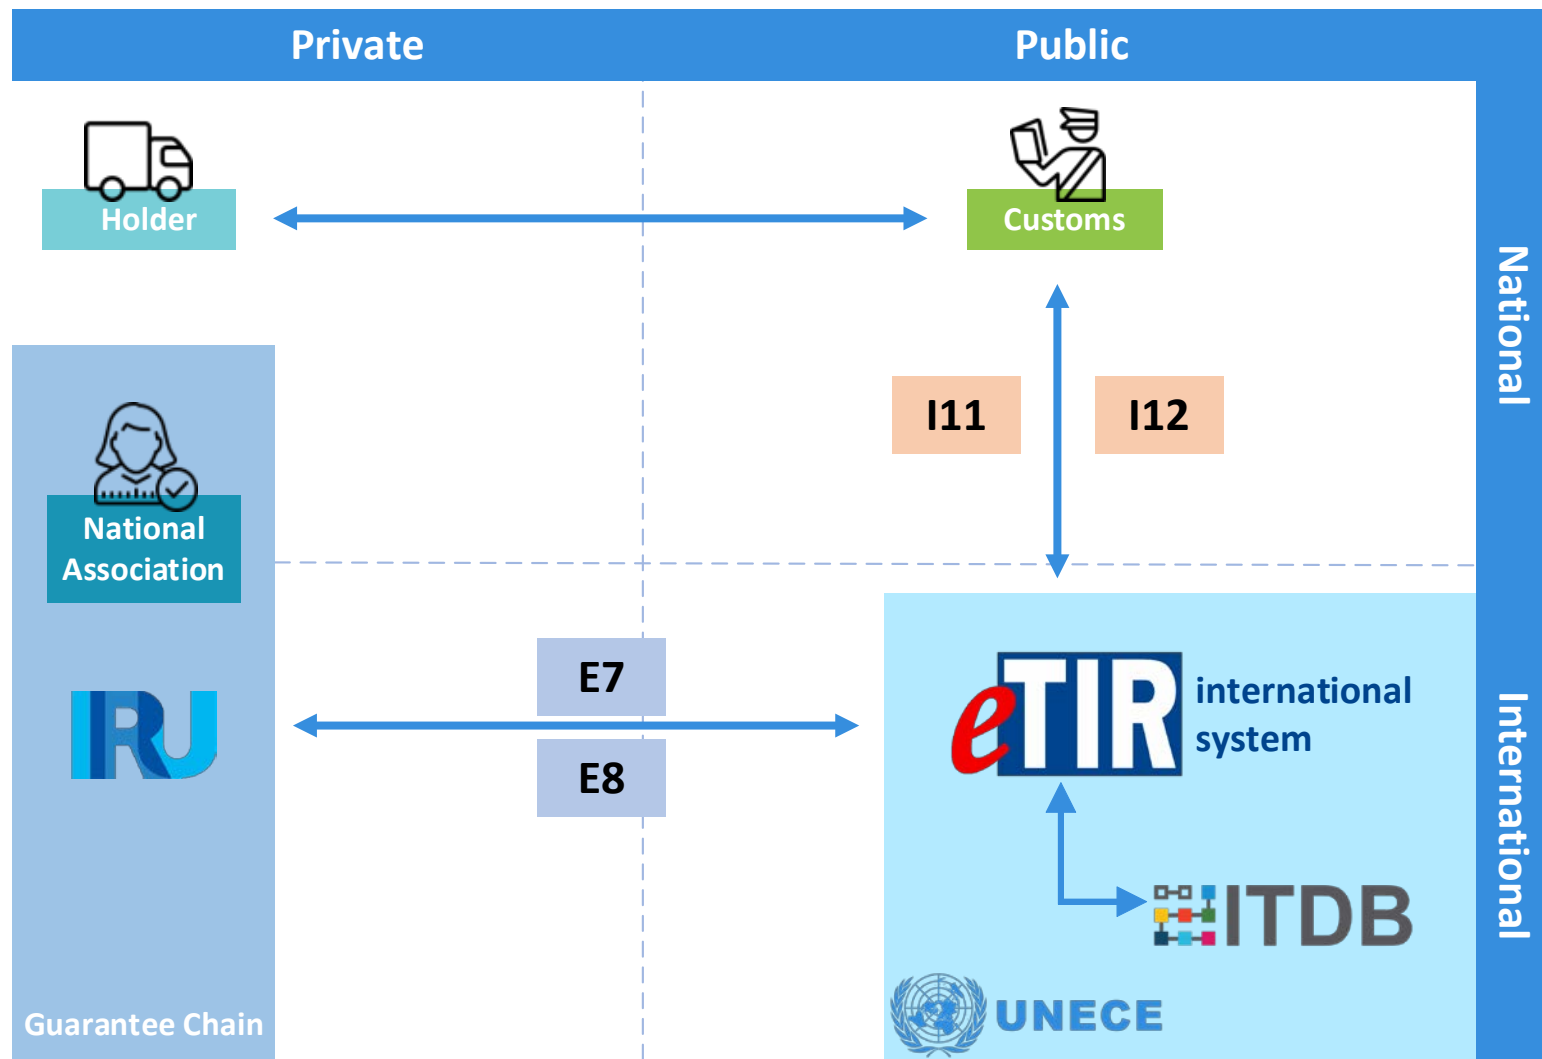 Private
Public
Holder
Customs
National
I11
I12
National
Association
E7
E8
IRU
eTIR
international
system
International
ITDB
Guarantee Chain
UNECE